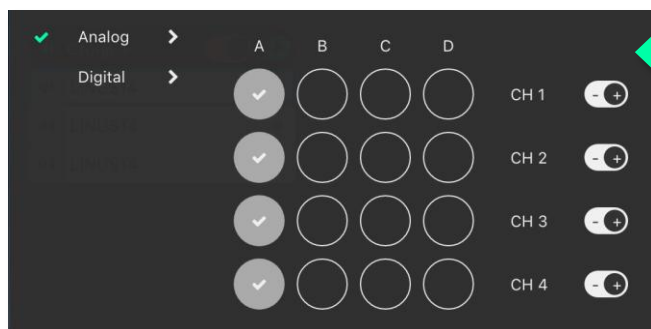 Analog
Digital
A B C D
CH 1 - +
CH 2 - +
CH 3 - +
CH 4 - +